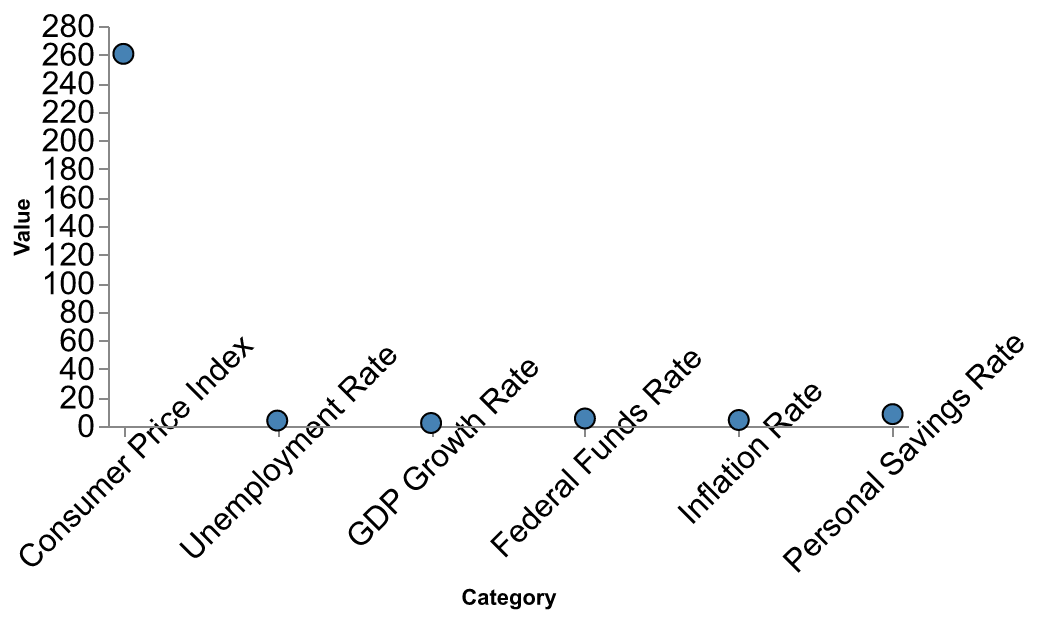 280
260
240
220
200
180
160
140
120
100
80
60
40
20
0
Value
Consumer Price Index
Unemployment Rate
GDP Growth Rate
Federal Funds Rate
Inflation Rate
Personal Savings Rate
Category